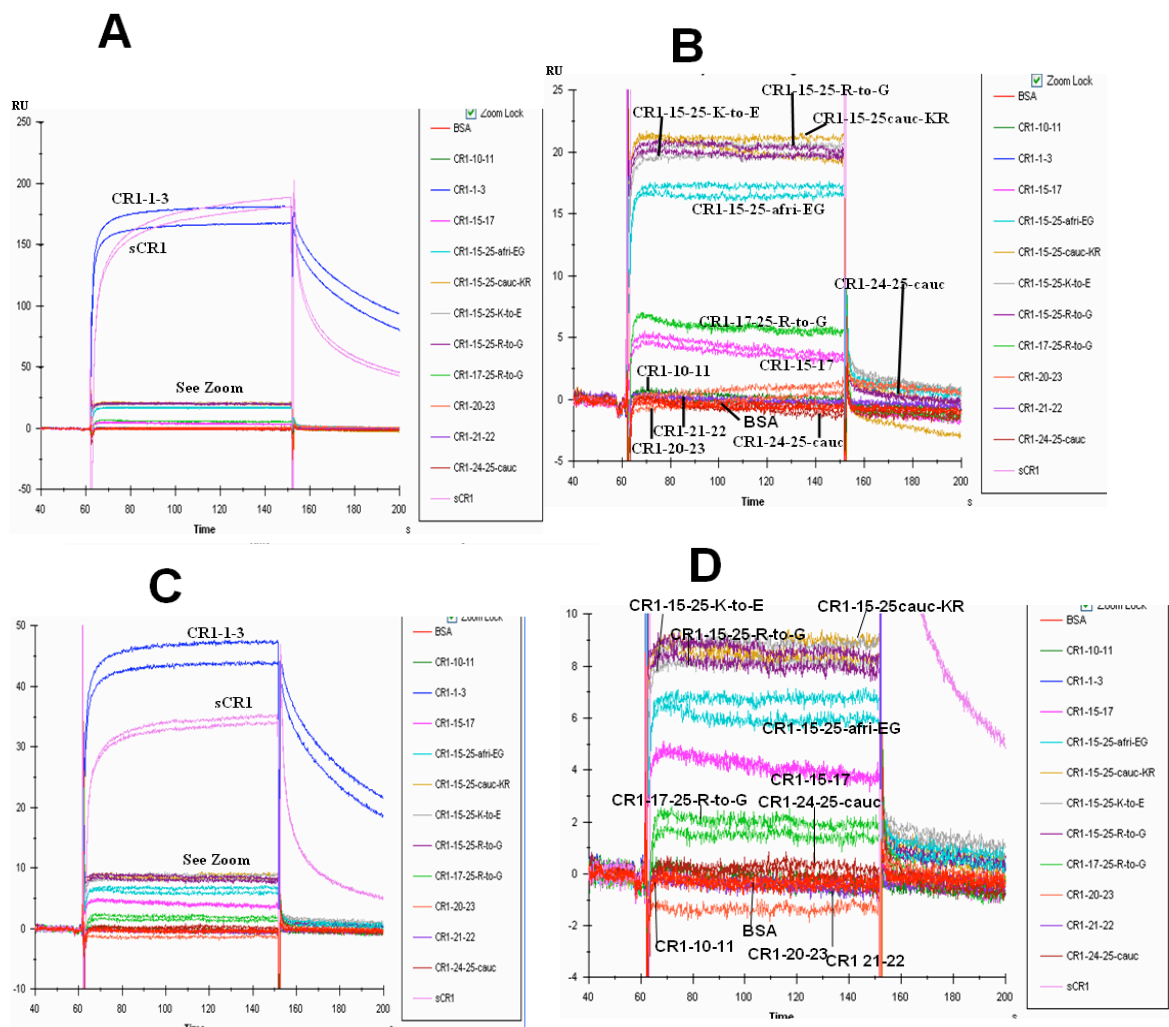 A
RU
250
200
150
100
50
0
-50
40 60 80 100 120 140 160 180 200
Time s
CR1-1-3
sCR1
See Zoom
Zoom Lock
BSA
CR1-10-11
CR1-1-3
CR1-15-17
CR1-15-25-afri-EG
CR1-15-25-cauc-KR
CR1-15-25-K-to-E
CR1-15-25-R-to-G
CR1-17-25-R-to-G
CR1-20-23
CR1-21-22
CR1-24-25-cauc
sCR1
B
RU
25
20
15
10
5
0
-5
40 60 80 100 120 140 160 180 200
Time s
CR1-15-25-R-to-G
CR1-15-25-K-to-E
CR1-15-25cauc-KR
CR1-15-25-afri-EG
CR1-24-25-cauc
CR1-17-25-R-to-G
CR1-15-17
CR1-10-11
CR1-21-22
BSA
CR1-20-23
CR1-24-25-cauc
Zoom Lock
BSA
CR1-10-11
CR1-1-3
CR1-15-17
CR1-15-25-afri-EG
CR1-15-25-cauc-KR
CR1-15-25-K-to-E
CR1-15-25-R-to-G
CR1-17-25-R-to-G
CR1-20-23
CR1-21-22
CR1-24-25-cauc
sCR1
C
50
40
30
20
10
0
-10
40 60 80 100 120 140 160 180 200
Time s
CR1-1-3
sCR1
See Zoom
Zoom Lock
BSA
CR1-10-11
CR1-1-3
CR1-15-17
CR1-15-25-afri-EG
CR1-15-25-cauc-KR
CR1-15-25-K-to-E
CR1-15-25-R-to-G
CR1-17-25-R-to-G
CR1-20-23
CR1-21-22
CR1-24-25-cauc
sCR1
D
10
8
6
4
2
0
-2
-4
40 60 80 100 120 140 160 180 200
Time s
CR1-15-25-K-to-E
CR1-15-25cauc-KR
CR1-15-25-R-to-G
CR1-15-25-afri-EG
CR1-15-17
CR1-17-25-R-to-G
CR1-24-25-cauc
BSA
CR1-10-11
CR1-20-23
CR1 21-22
Zoom Lock
BSA
CR1-10-11
CR1-1-3
CR1-15-17
CR1-15-25-afri-EG
CR1-15-25-cauc-KR
CR1-15-25-K-to-E
CR1-15-25-R-to-G
CR1-17-25-R-to-G
CR1-20-23
CR1-21-22
CR1-24-25-cauc
sCR1